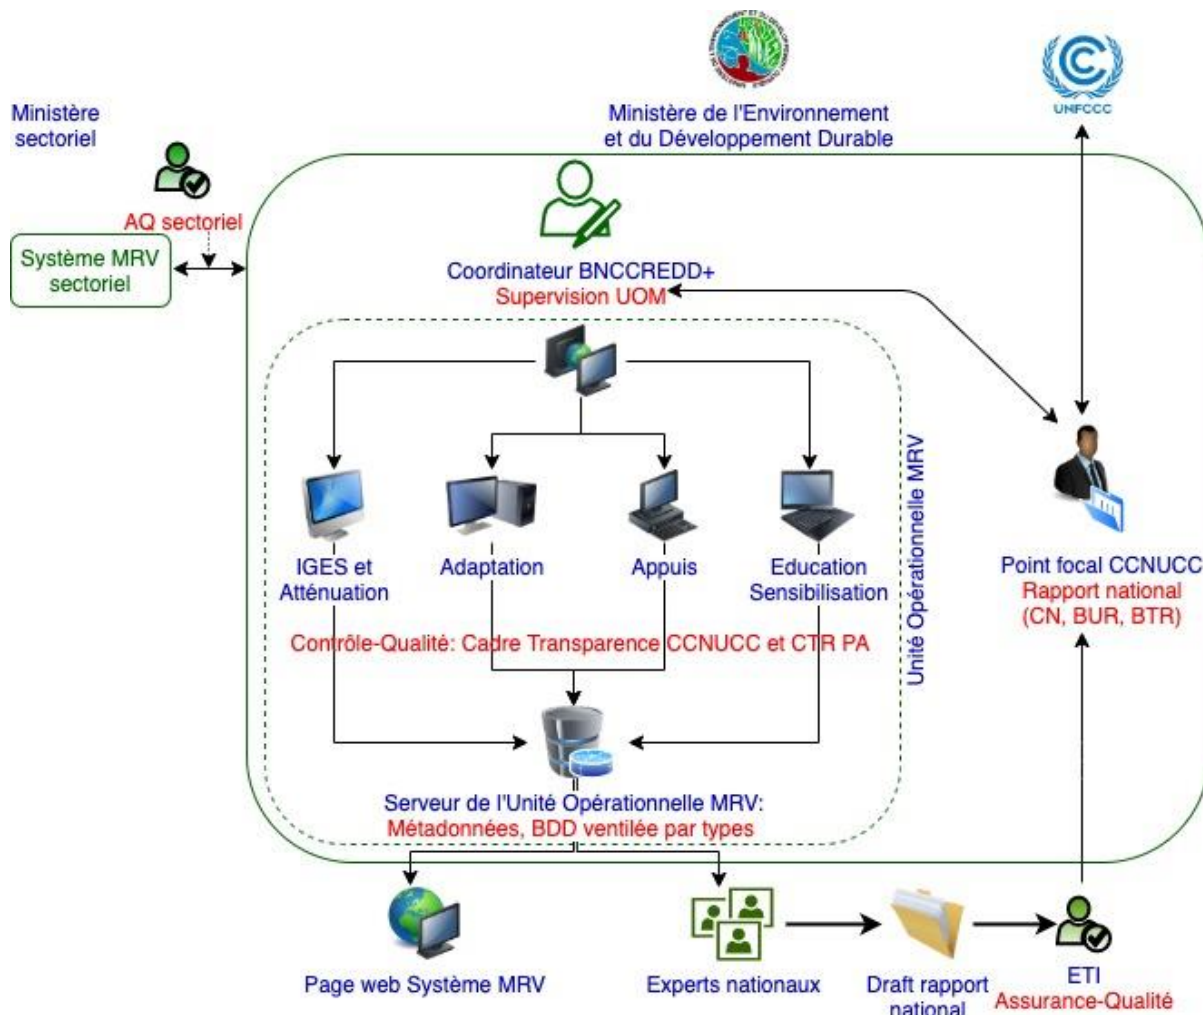 UNFCCC
Ministère
sectoriel
Ministère de l'Environnement
et du Développement Durable
AQ sectoriel
Système MRV
sectoriel
Coordinateur BNCCREDD+
Supervision UOM
Unité Opérationnelle MRV
IGES et
Atténuation
Adaptation
Appuis
Education
Sensibilisation
Point focal CCNUCC
Rapport national
(CN, BUR, BTR)
Contrôle-Qualité: Cadre Transparence CCNUCC et CTR PA
Serveur de l'Unité Opérationnelle MRV:
Métadonnées, BDD ventilée par types
Page web Système MRV
Experts nationaux
Draft rapport
national
ETI
Assurance-Qualité